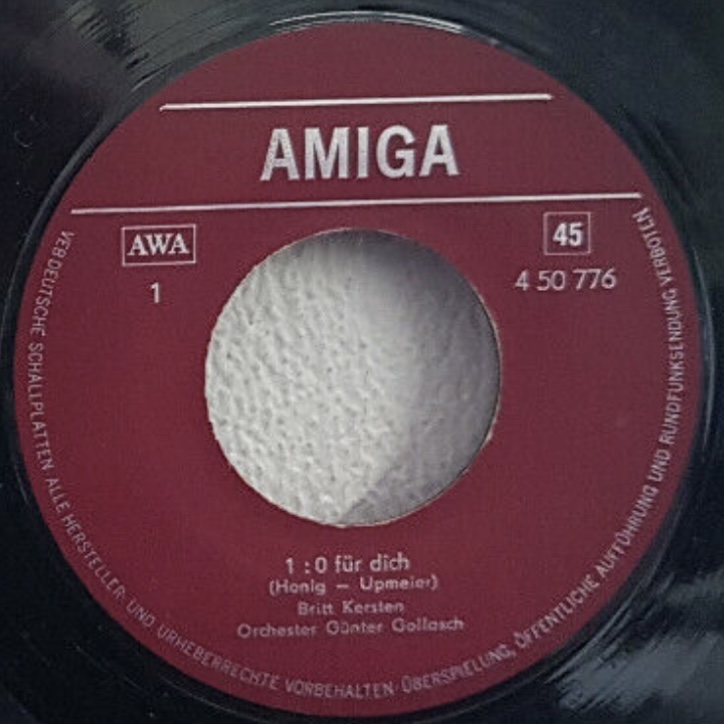 AMIGA
AWA
45
1
4 50 776
1 : 0 für dich
(Honig – Upmeier)
Britt Kersten
Orchester Günter Gollasch
VEB DEUTSCHE SCHALLPLATTEN ALLE HERSTELLER- UND URHEBERRECHTE VORBEHALTEN ÜBERSPIELUNG, ÖFFENTLICHE AUFFÜHRUNG UND RUNDFUNKSENDUNG VERBOTEN